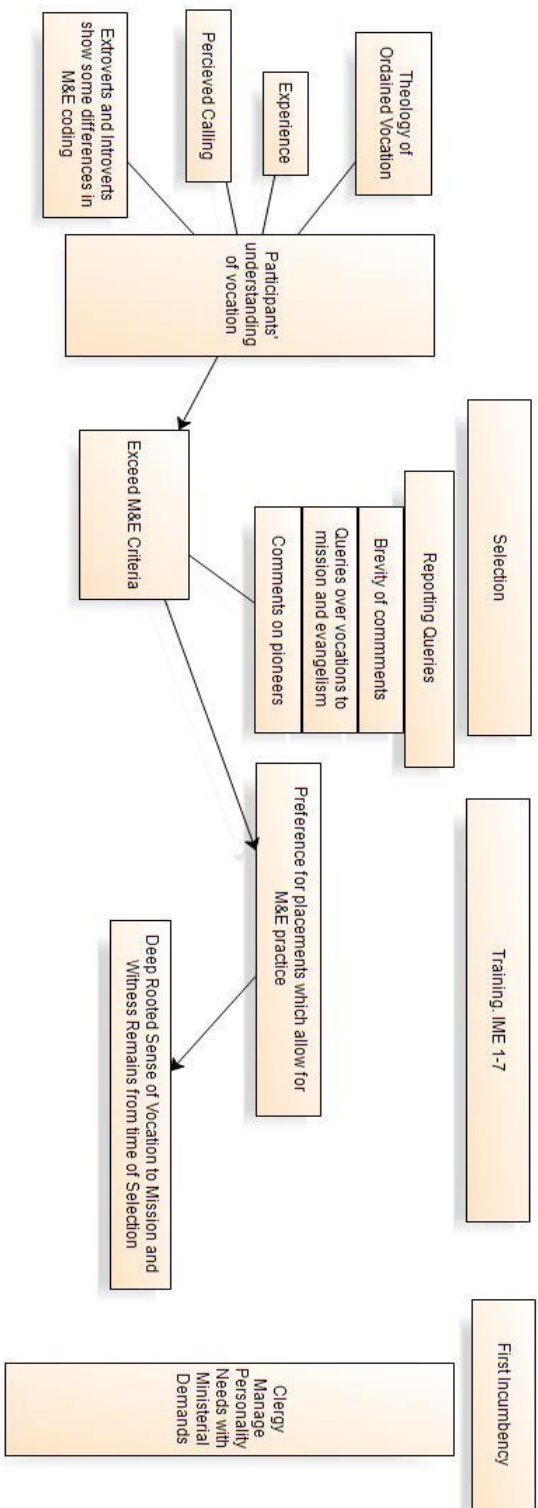 Selection
Training. IME 1-7
First Incumbency
Theology of
Ordained Vocation
Experience
Percieved Calling
Extroverts and Introverts
show some differences in
M&E coding
Participants'
understanding
of vocation
Exceed M&E Criteria
Reporting Queries
Brevity of commments
Queries over vocations to
mission and evangelism
Comments on pioneers
Preference for placements which allow for
M&E practice
Deep Rooted Sense of Vocation to Mission and
Witness Remains from time of Selection
Clergy
Manage
Personality
Needs with
Ministerial
Demands